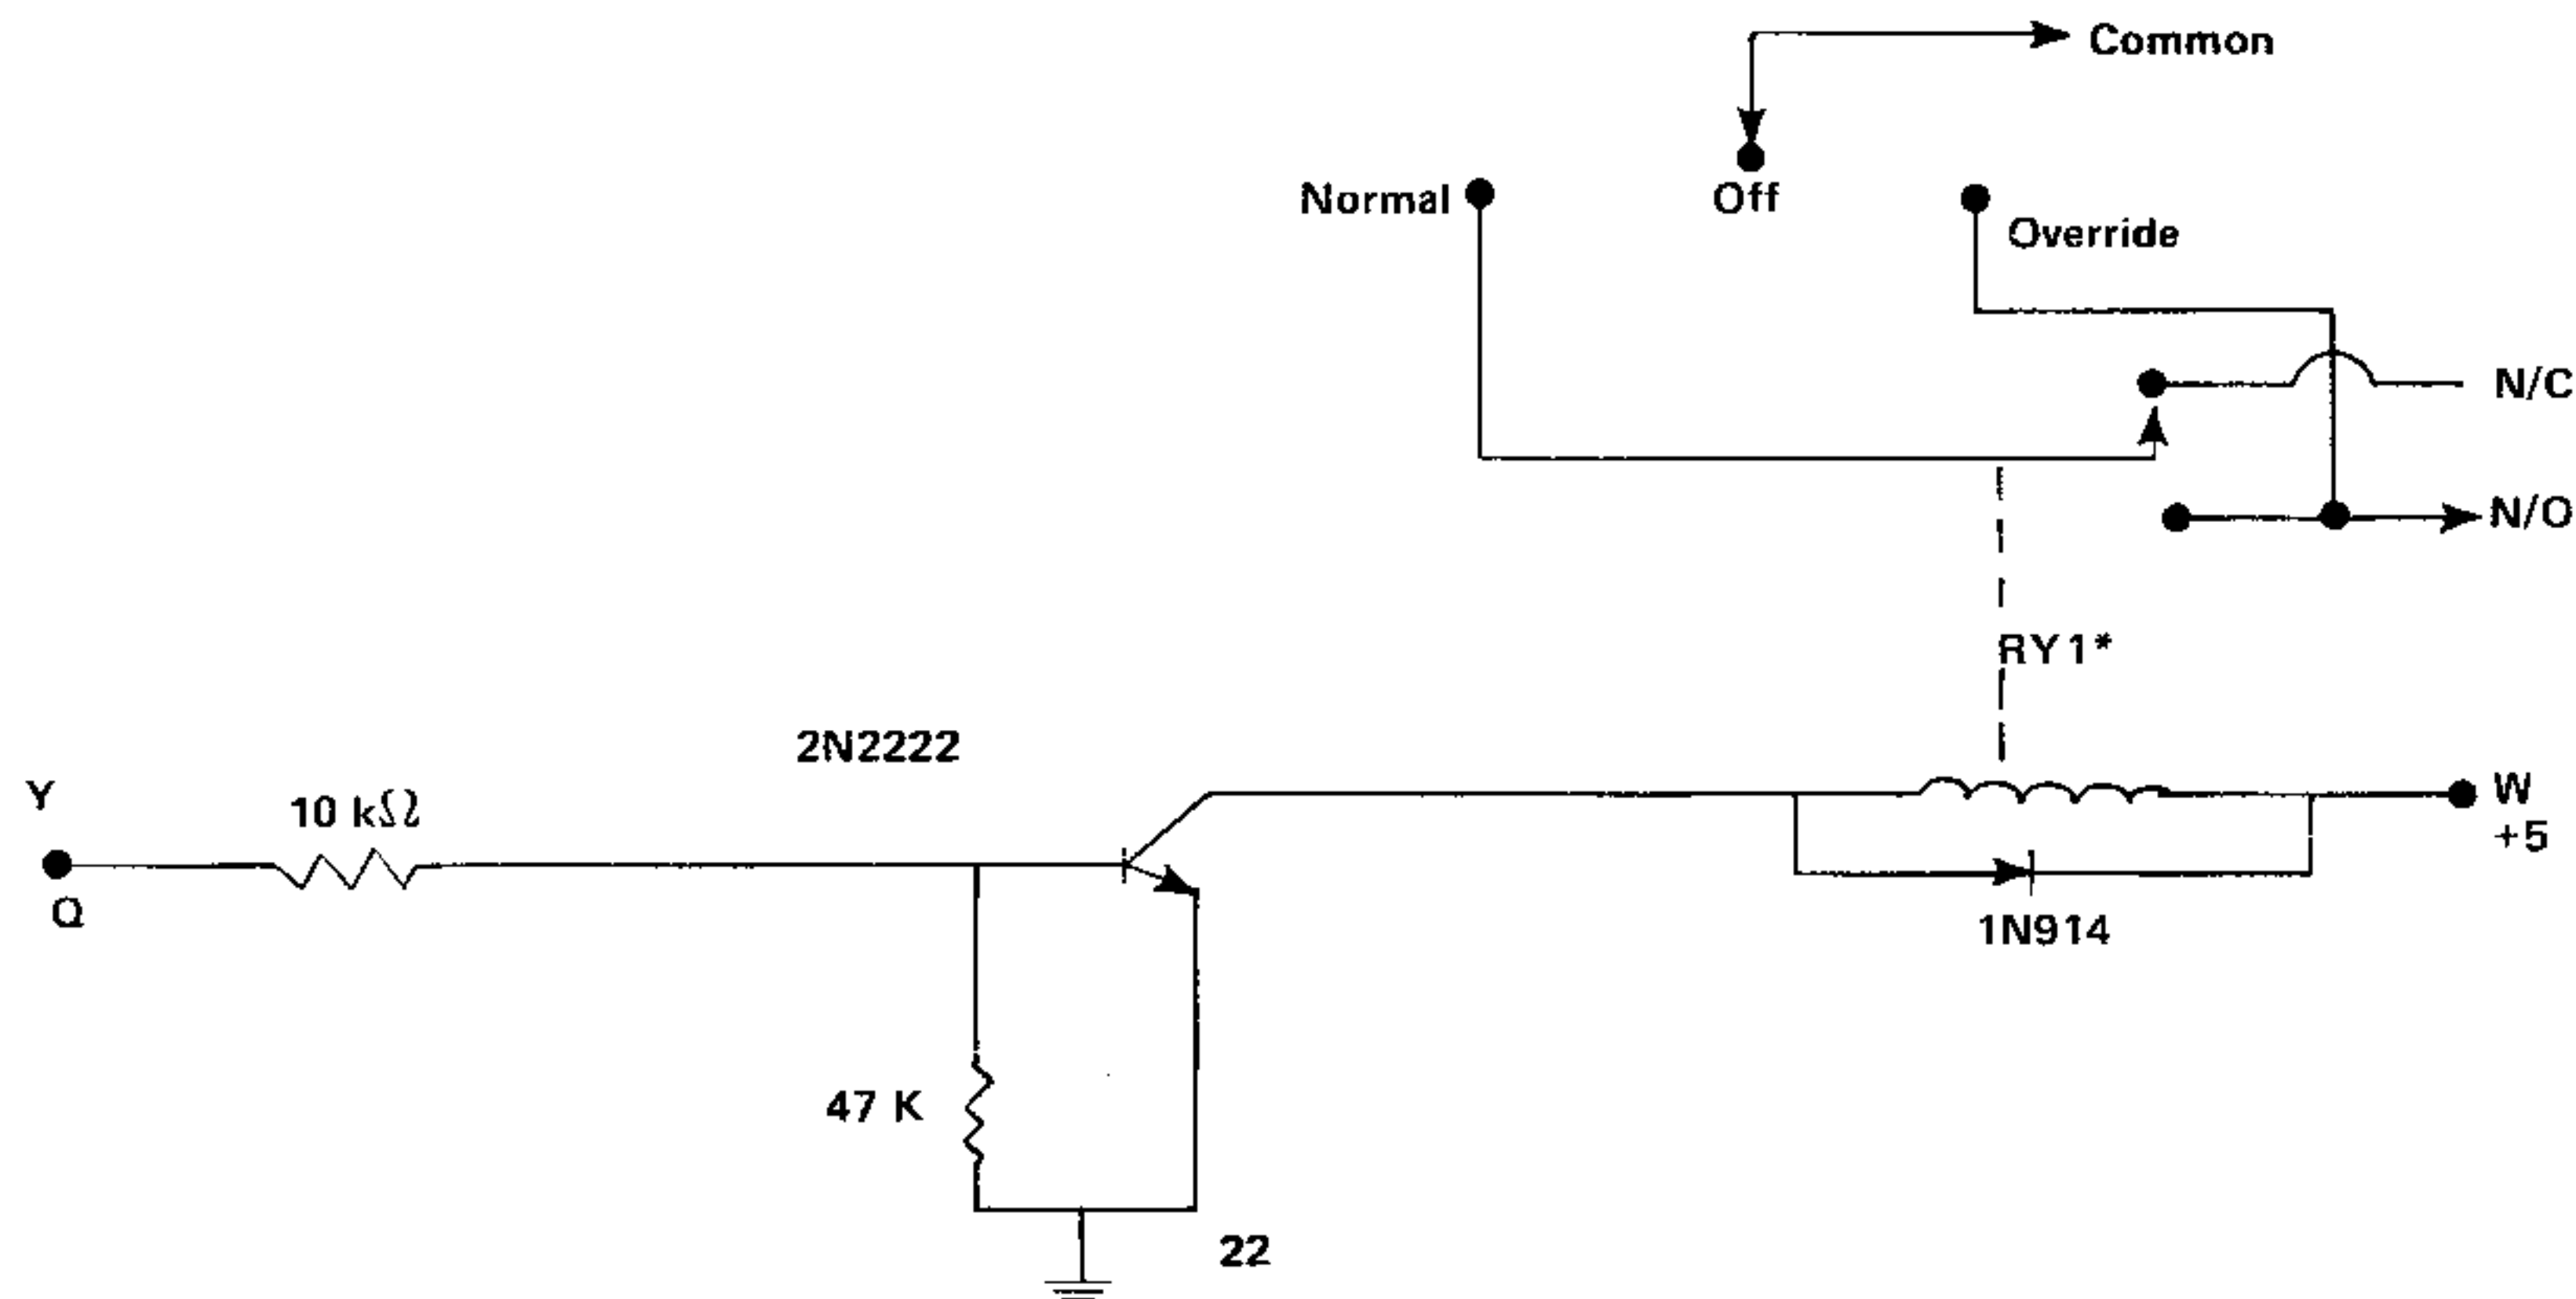 Common
Normal
Off
Override
N/C
N/O
RY1*
2N2222
Y
10 kΩ
W
+5
Q
1N914
47 K
22